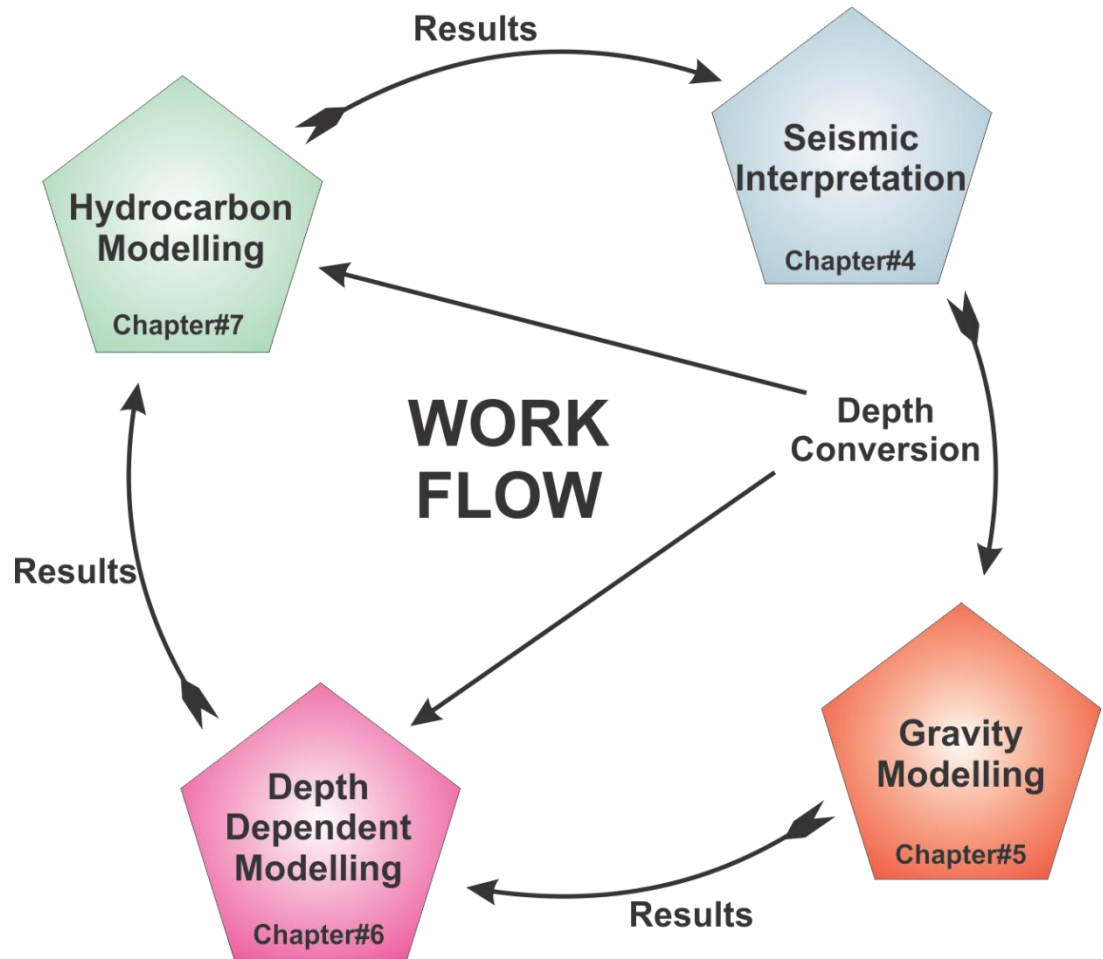 Results
Seismic
Interpretation
Chapter#4
Hydrocarbon
Modelling
Chapter#7
WORK
FLOW
Depth
Conversion
Results
Gravity
Modelling
Chapter#5
Depth
Dependent
Modelling
Chapter#6
Results